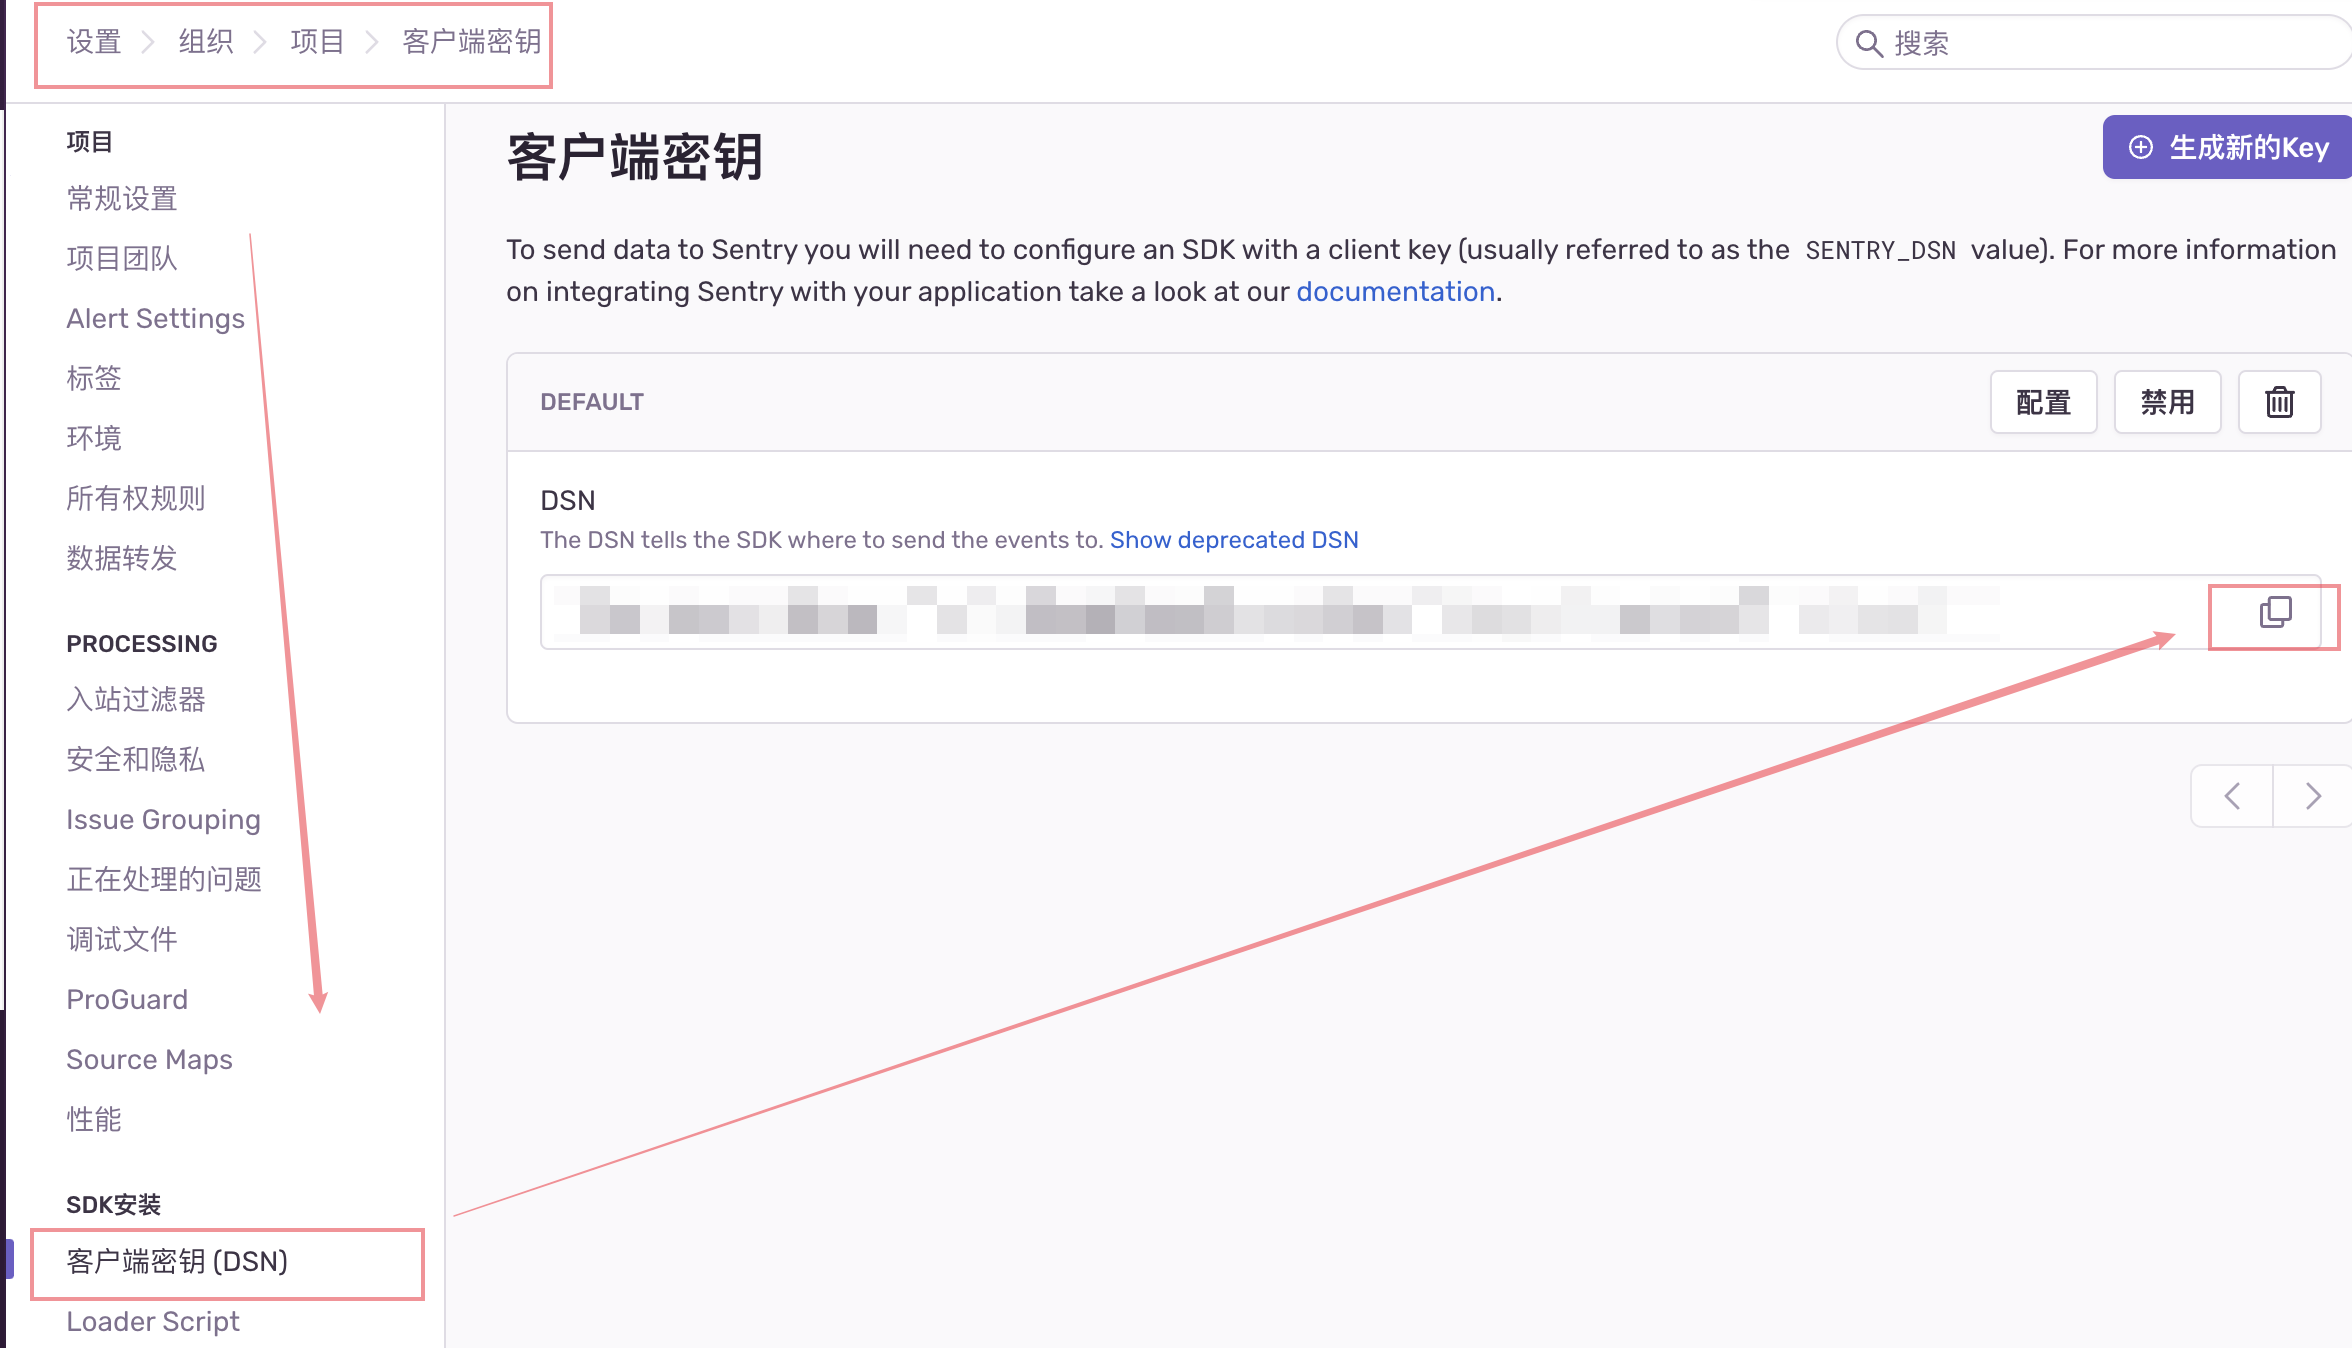 设置 > 组织 > 项目 > 客户端密钥
搜索
项目
常规设置
项目团队
Alert Settings
标签
环境
所有权规则
数据转发
PROCESSING
入站过滤器
安全和隐私
Issue Grouping
正在处理的问题
调试文件
ProGuard
Source Maps
性能
SDK安装
客户端密钥 (DSN)
Loader Script
客户端密钥
生成新的Key
To send data to Sentry you will need to configure an SDK with a client key (usually referred to as the SENTRY_DSN value). For more information
on integrating Sentry with your application take a look at our documentation.
DEFAULT
配置
禁用
DSN
The DSN tells the SDK where to send the events to. Show deprecated DSN